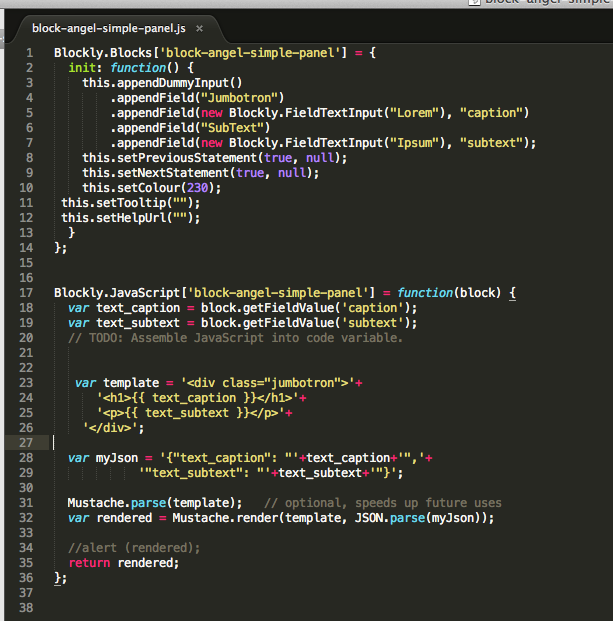 block-angel-simple
block-angel-simple-panel.js ×
1 Blockly.Blocks['block-angel-simple-panel'] = {
2   init: function() {
3     this.appendDummyInput()
4         .appendField("Jumbotron")
5         .appendField(new Blockly.FieldTextInput("Lorem"), "caption")
6         .appendField("SubText")
7         .appendField(new Blockly.FieldTextInput("Ipsum"), "subtext");
8     this.setPreviousStatement(true, null);
9     this.setNextStatement(true, null);
10     this.setColour(230);
11  this.setTooltip("");
12  this.setHelpUrl("");
13   }
14 };
15
16
17 Blockly.JavaScript['block-angel-simple-panel'] = function(block) {
18   var text_caption = block.getFieldValue('caption');
19   var text_subtext = block.getFieldValue('subtext');
20   // TODO: Assemble JavaScript into code variable.
21
22
23    var template = '<div class="jumbotron">'+
24       '<h1>{{ text_caption }}</h1>'+
25       '<p>{{ text_subtext }}</p>'+
26     '</div>';
27
28   var myJson = '{"text_caption": "'+text_caption+'",'+
29             '"text_subtext": "'+text_subtext+'"}';
30
31   Mustache.parse(template);   // optional, speeds up future uses
32   var rendered = Mustache.render(template, JSON.parse(myJson));
33
34   //alert (rendered);
35   return rendered;
36 };
37
38